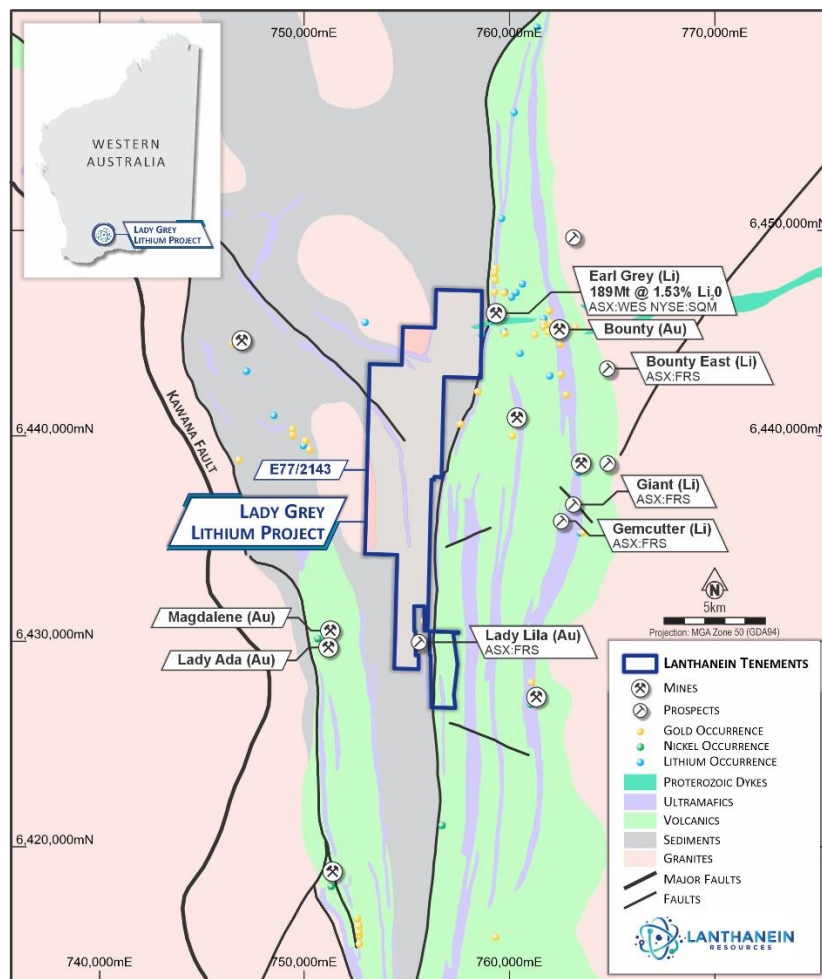 750,000mE
760,000mE
770,000mE
WESTERN
AUSTRALIA
LADY GREY
LITHIUM PROJECT
6,450,000mN
Earl Grey (Li)
189Mt @ 1.53% Li₂0
ASX:WES NYSE:SQM
Bounty (Au)
Bounty East (Li)
ASX:FRS
KAWANA FAULT
6,440,000mN
6,440,000mN
E77/2143
LADY GREY
LITHIUM PROJECT
Giant (Li)
ASX:FRS
Gemcutter (Li)
ASX:FRS
N
5km
Projection: MGA Zone 50 (GDA94)
Magdalene (Au)
Lady Ada (Au)
6,430,000mN
Lady Lila (Au)
ASX:FRS
LANTHANEIN TENEMENTS
MINES
PROSPECTS
GOLD OCCURRENCE
NICKEL OCCURRENCE
LITHIUM OCCURRENCE
PROTEROZOIC DYKES
ULTRAMAFICS
VOLCANICS
SEDIMENTS
GRANITES
MAJOR FAULTS
FAULTS
LANTHANEIN
RESOURCES
6,420,000mN
740,000mE
750,000mE
760,000mE